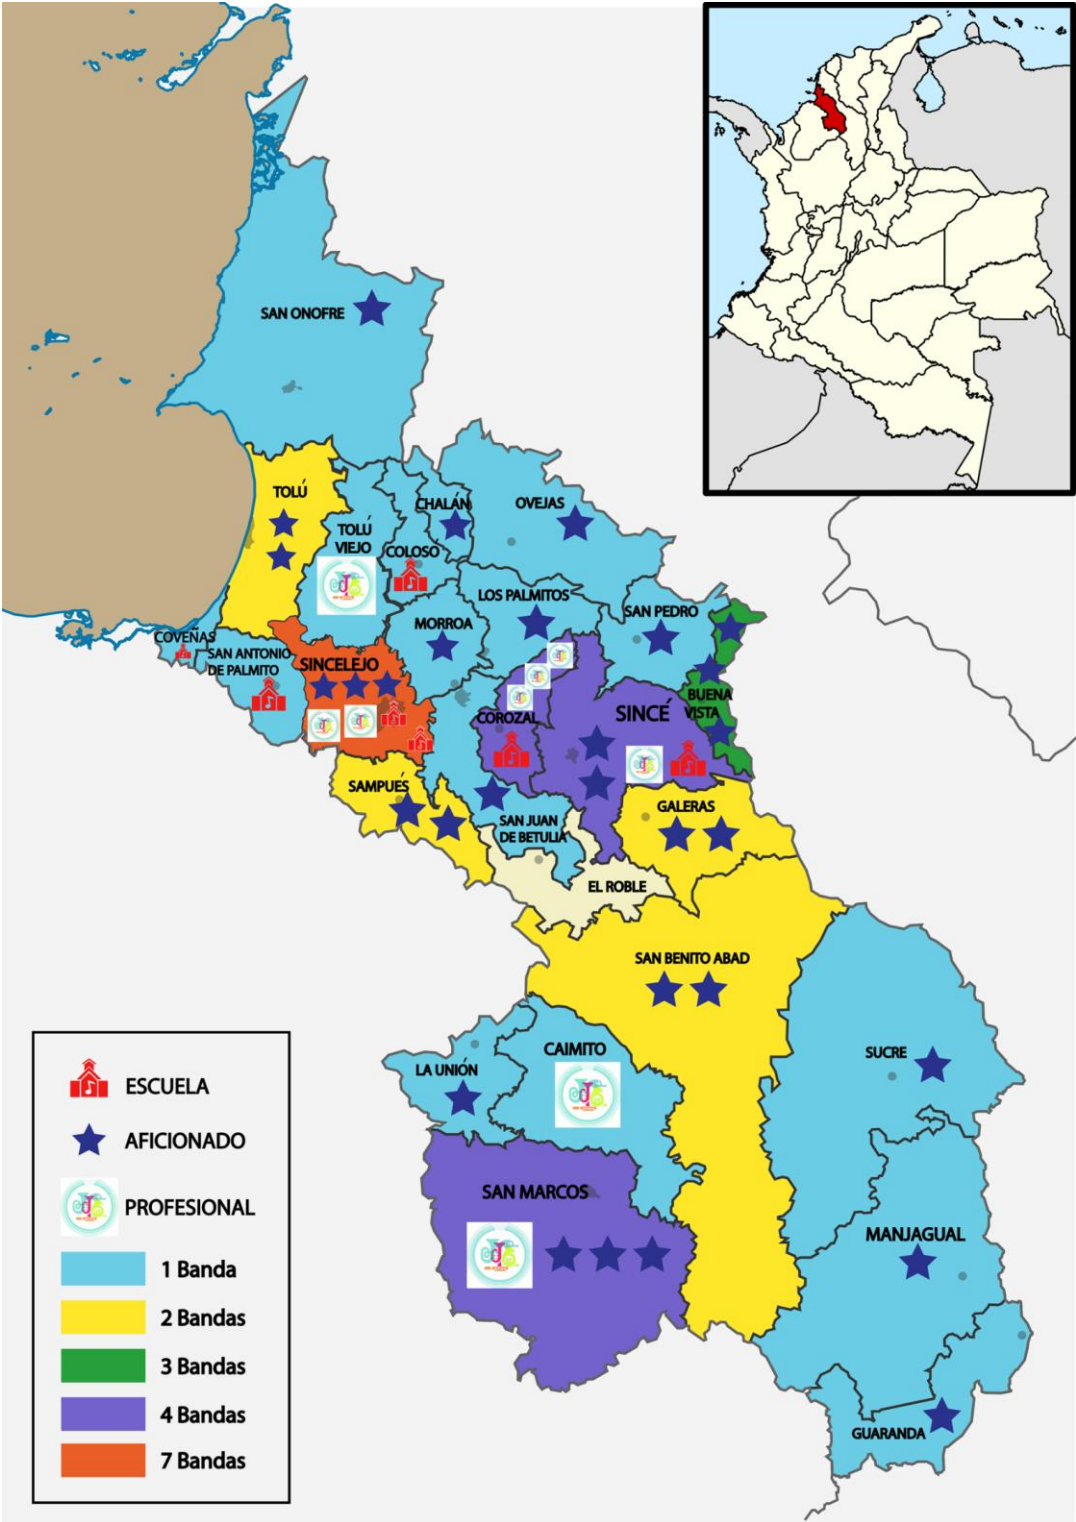 SAN ONOFRE
TOLÚ
TOLÚ
VIEJO
CHALÁN
COLOSÓ
OVEJAS
LOS PALMITOS
SAN PEDRO
MORROA
COVEÑAS
SAN ANTONIO
DE PALMITO
SINCELEJO
COROZAL
SINCÉ
BUENA
VISTA
SAMPUÉS
SAN JUAN
DE BETULIA
GALERAS
EL ROBLE
SAN BENITO ABAD
CAIMITO
LA UNIÓN
SUCRE
SAN MARCOS
MANJAGUAL
GUARANDA
ESCUELA
AFICIONADO
PROFESIONAL
1 Banda
2 Bandas
3 Bandas
4 Bandas
7 Bandas